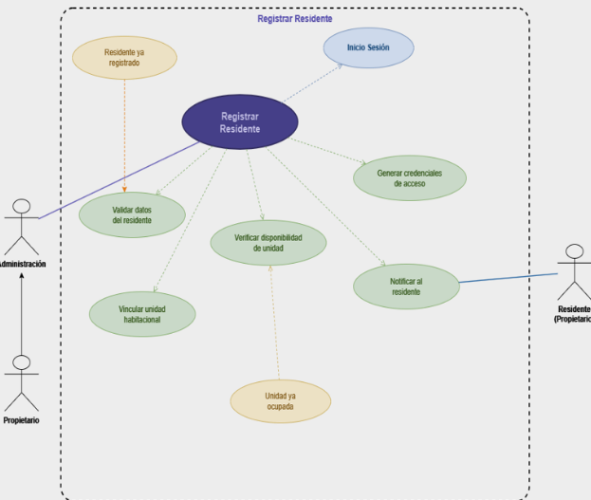 Registrar Residente
Residente ya
registrado
Inicio Sesión
Registrar
Residente
Generar credenciales
de acceso
Validar datos
del residente
Verificar disponibilidad
de unidad
Administración
Notificar al
residente
Residente
(Propietario
Vincular unidad
habitacional
Unidad ya
ocupada
Propietario